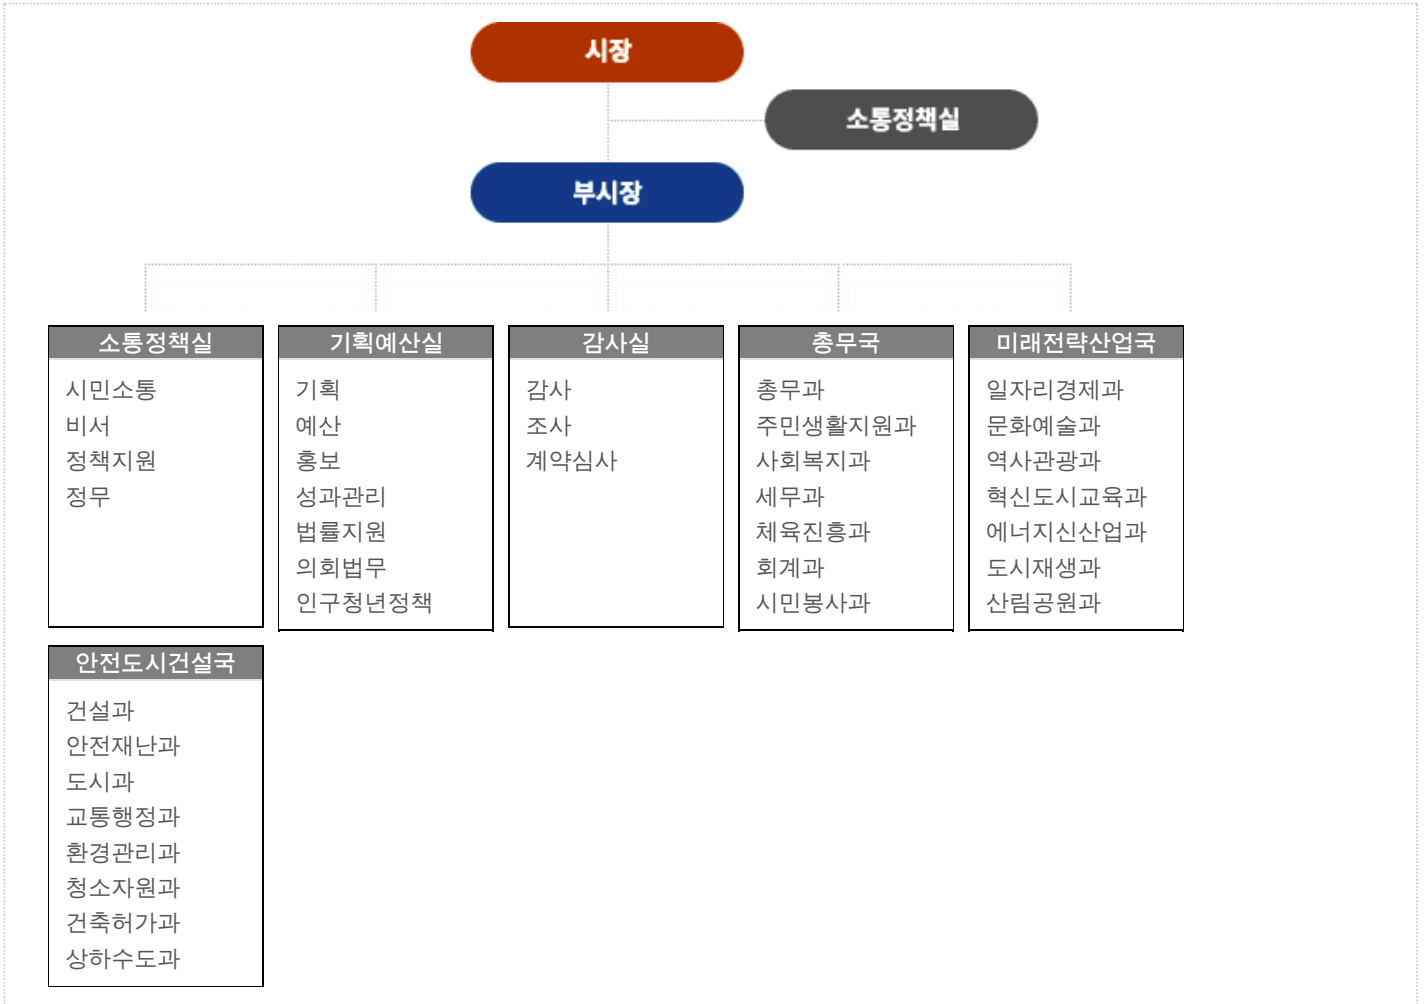 시장
소통정책실
부시장
소통정책실
시민소통
비서
정책지원
정무
기획예산실
기획
예산
홍보
성과관리
법률지원
의회법무
인구청년정책
감사실
감사
조사
계약심사
총무국
총무과
주민생활지원과
사회복지과
세무과
체육진흥과
회계과
시민봉사과
미래전략산업국
일자리경제과
문화예술과
역사관광과
혁신도시교육과
에너지신산업과
도시재생과
산림공원과
안전도시건설국
건설과
안전재난과
도시과
교통행정과
환경관리과
청소자원과
건축허가과
상하수도과